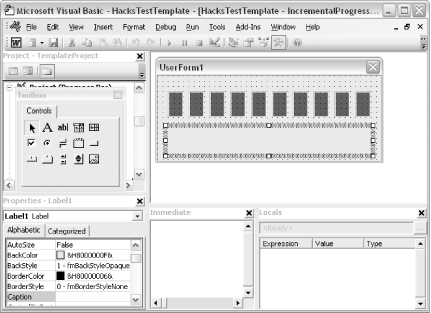 Microsoft Visual Basic - HacksTestTemplate - [HacksTestTemplate - IncrementalProgress...
File Edit View Insert Format Debug Run Tools Add-Ins Window Help
Project - TemplateProject
UserForm1
Toolbox
Controls
A abl
Properties - Label1
Label1 Label
Alphabetic Categorized
AutoSize False
BackColor &H8000000F&
BackStyle 1 - fmBackStyleOpaque
BorderColor &H80000006&
BorderStyle 0 - fmBorderStyleNone
Caption
Immediate
Locals
<Ready>
Expression Value Type